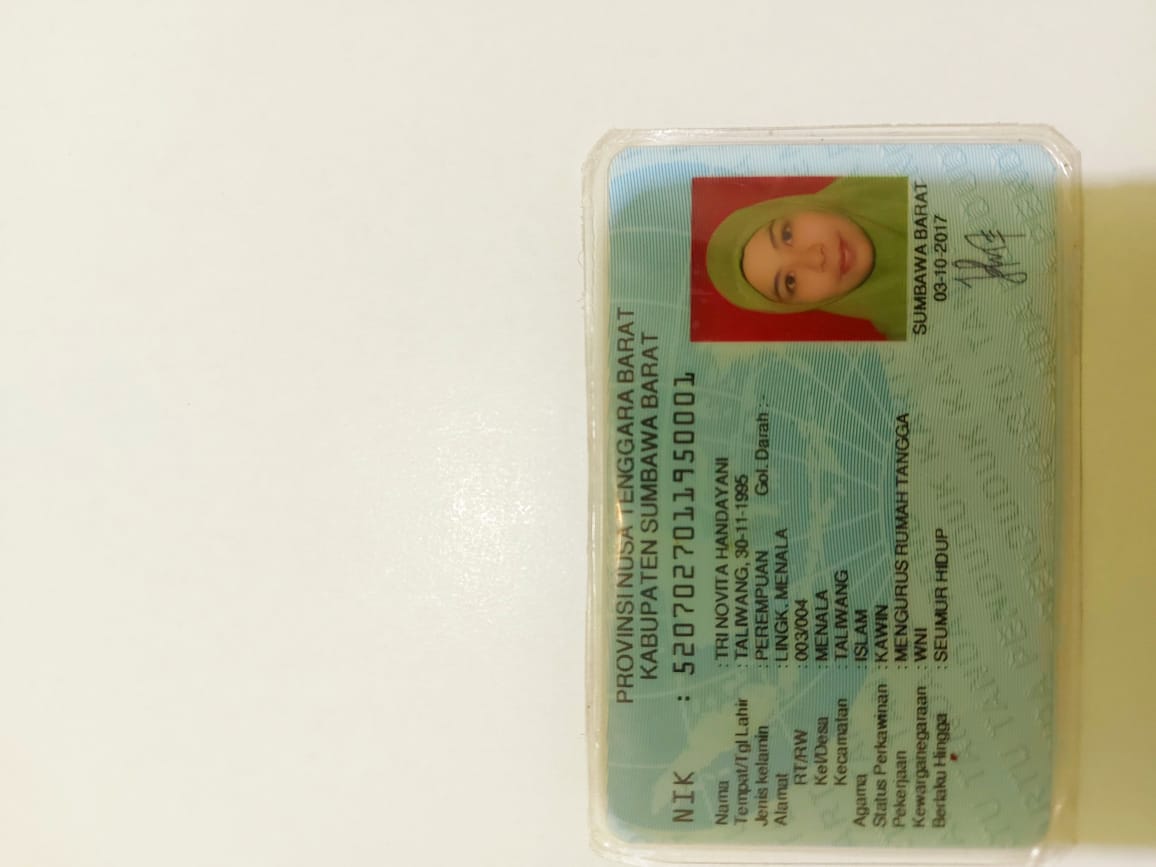 PROVINSI NUSA TENGGARA BARAT
KABUPATEN SUMBAWA BARAT
NIK : 5207027011950001
Nama : TRI NOVITA HANDAYANI
Tempat/Tgl Lahir : TALIWANG, 30-11-1995
Jenis kelamin : PEREMPUAN Gol. Darah :-
Alamat : LINGK. MENALA
RT/RW : 003/004
Kel/Desa : MENALA
Kecamatan : TALIWANG
Agama : ISLAM
Status Perkawinan : KAWIN
Pekerjaan : MENGURUS RUMAH TANGGA
Kewarganegaraan : WNI
Berlaku Hingga : SEUMUR HIDUP
SUMBAWA BARAT
03-10-2017